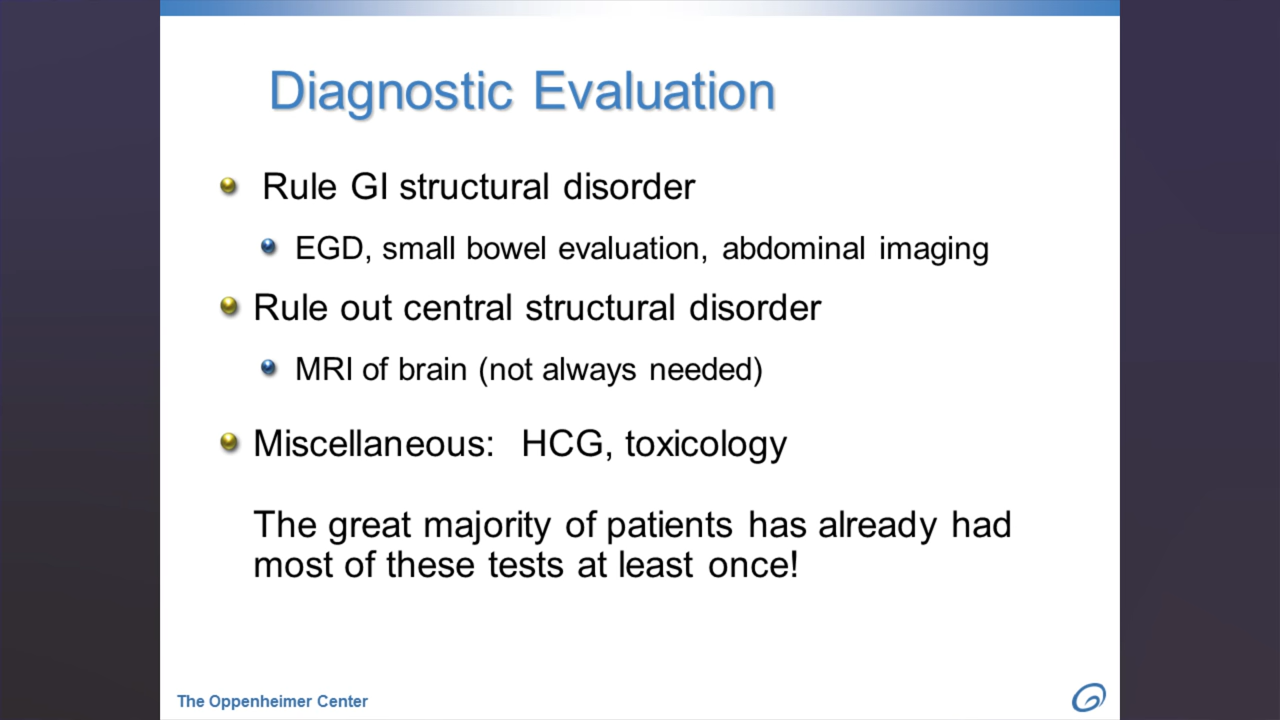 Diagnostic Evaluation
Rule GI structural disorder
EGD, small bowel evaluation, abdominal imaging
Rule out central structural disorder
MRI of brain (not always needed)
Miscellaneous: HCG, toxicology
The great majority of patients has already had
most of these tests at least once!
The Oppenheimer Center